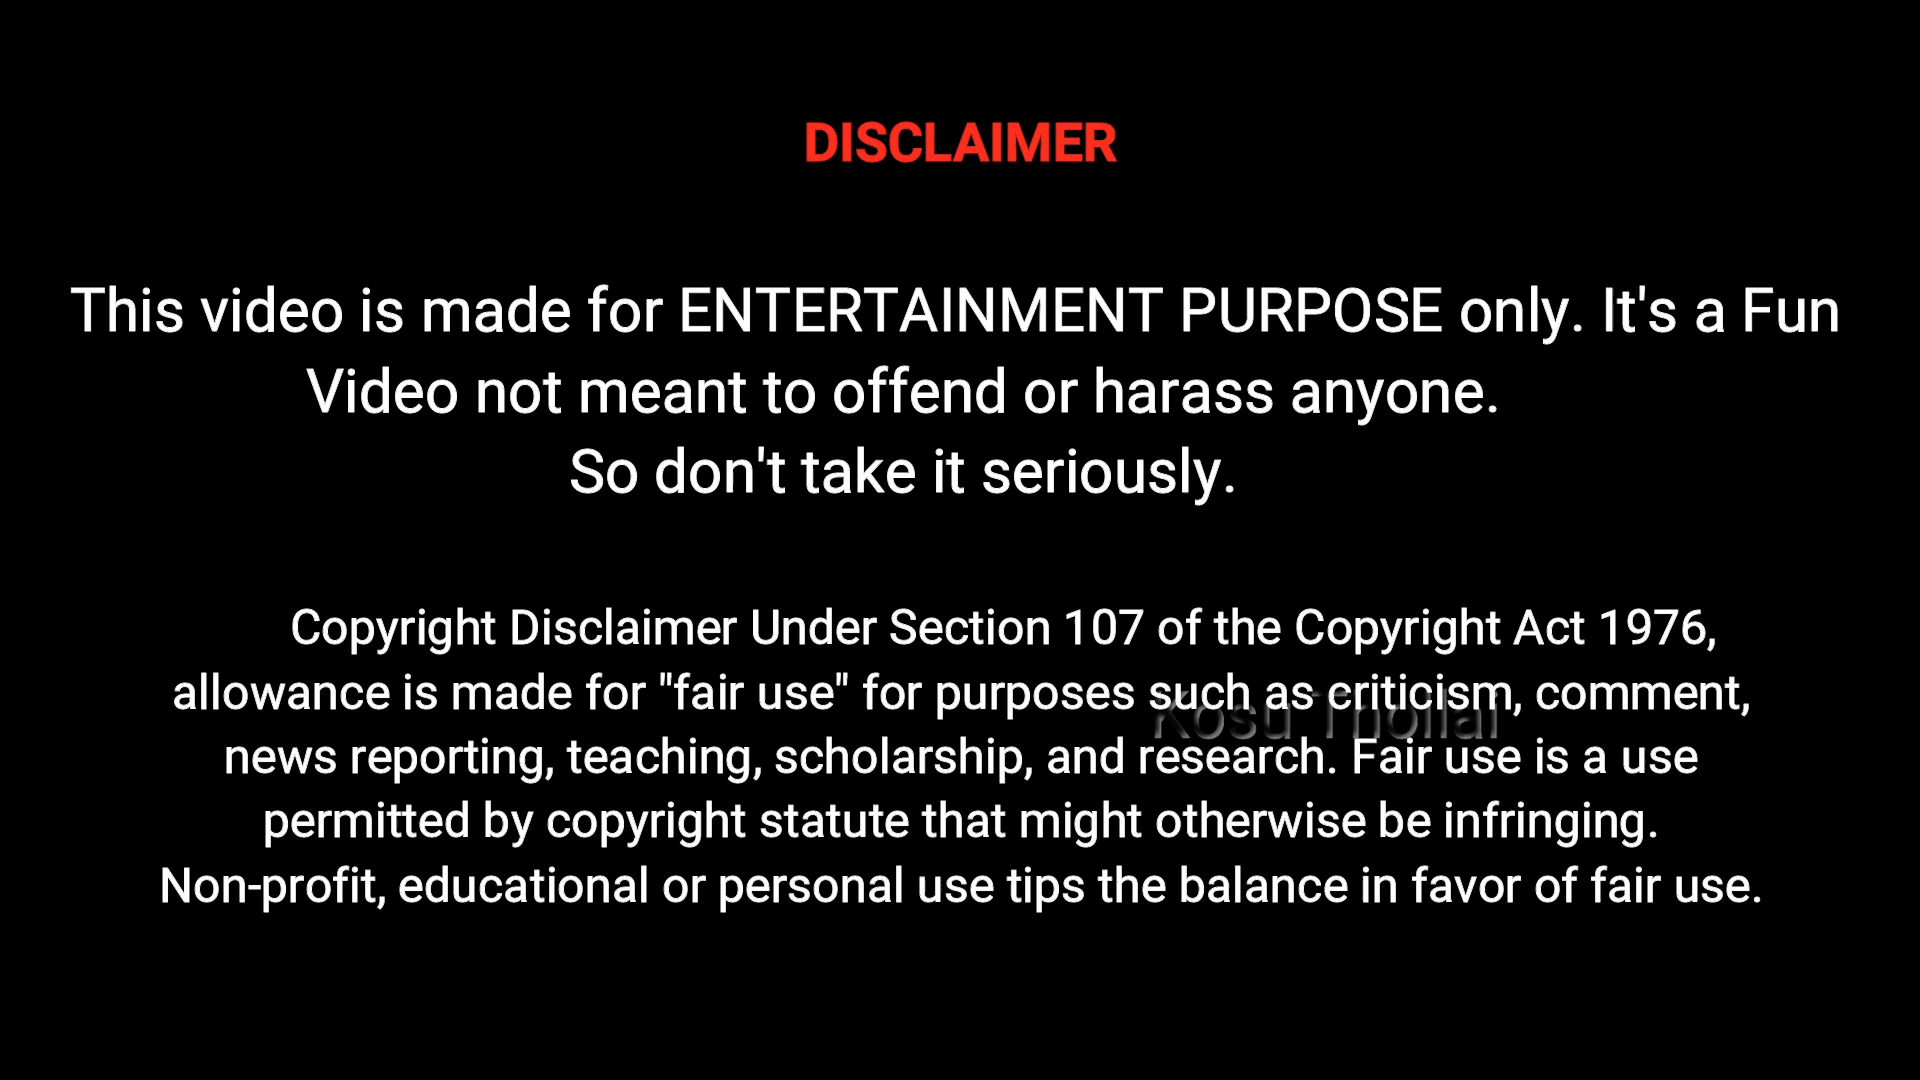 DISCLAIMER
This video is made for ENTERTAINMENT PURPOSE only. It's a Fun
Video not meant to offend or harass anyone.
So don't take it seriously.
Copyright Disclaimer Under Section 107 of the Copyright Act 1976,
allowance is made for "fair use" for purposes such as criticism, comment,
news reporting, teaching, scholarship, and research. Fair use is a use
permitted by copyright statute that might otherwise be infringing.
Non-profit, educational or personal use tips the balance in favor of fair use.
Kosu